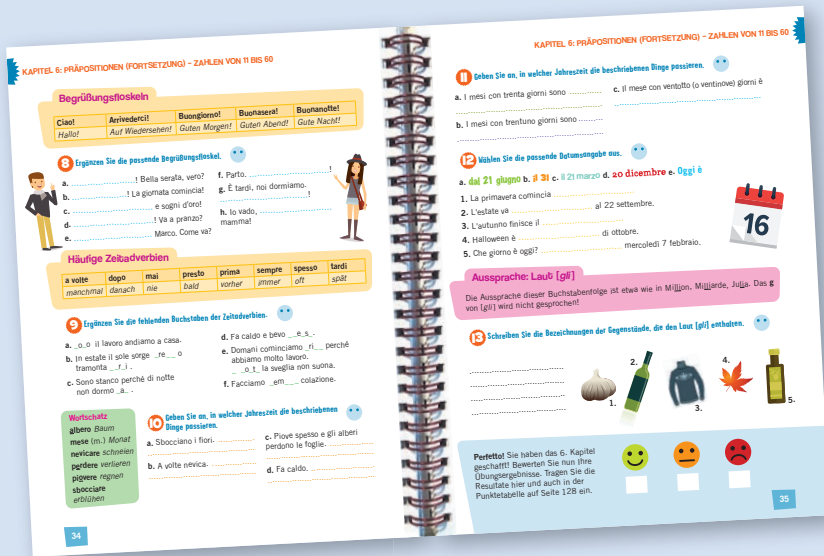 KAPITEL 6: PRÄPOSITIONEN (FORTSETZUNG) – ZAHLEN VON 11 BIS 60
Begrüßungsfloskeln
Ciao! Arrivederci! Buongiorno! Buonasera! Buonanotte!
Hallo! Auf Wiedersehen! Guten Morgen! Guten Abend! Gute Nacht!
8 Ergänzen Sie die passende Begrüßungsfloskel.
a. ! Bella serata, vero?
b. ! La giornata comincia!
c. e sogni d'oro!
d. ! Va a pranzo?
e. Marco. Come va?
f. Parto. !
g. È tardi, noi dormiamo.
!
h. Io vado,
mamma!
Häufige Zeitadverbien
a volte dopo mai presto prima sempre spesso tardi
manchmal danach nie bald vorher immer oft spät
9 Ergänzen Sie die fehlenden Buchstaben der Zeitadverbien.
a. _o_o il lavoro andiamo a casa.
b. In estate il sole sorge _re__ o
tramonta __r_i .
c. Sono stanco perché di notte
non dormo _a_ .
d. Fa caldo e bevo __e_s_.
e. Domani cominciamo _ri__ perché
abbiamo molto lavoro.
_ _o_t_ la sveglia non suona.
f. Facciamo _em___ colazione.
Wortschatz
albero Baum
mese (m.) Monat
nevicare schneien
perdere verlieren
piovere regnen
sbocciare
erblühen
10 Geben Sie an, in welcher Jahreszeit die beschriebenen
Dinge passieren.
a. Sbocciano i fiori.
b. A volte nevica.
c. Piove spesso e gli alberi
perdono le foglie.
d. Fa caldo.
34
KAPITEL 6: PRÄPOSITIONEN (FORTSETZUNG) – ZAHLEN VON 11 BIS 60
11 Geben Sie an, in welcher Jahreszeit die beschriebenen Dinge passieren.
a. I mesi con trenta giorni sono
b. I mesi con trentuno giorni sono
c. Il mese con ventotto (o ventinove) giorni è
12 Wählen Sie die passende Datumsangabe aus.
a. dal 21 giugno b. il 31 c. il 21 marzo d. 20 dicembre e. Oggi è
1. La primavera comincia
2. L'estate va al 22 settembre.
3. L'autunno finisce il
4. Halloween è di ottobre.
5. Che giorno è oggi? mercoledì 7 febbraio.
16
Aussprache: Laut [gli]
Die Aussprache dieser Buchstabenfolge ist etwa wie in Million, Milliarde, Julia. Das g
von [gli] wird nicht gesprochen!
13 Schreiben Sie die Bezeichnungen der Gegenstände, die den Laut [gli] enthalten.
1.
2.
3.
4.
5.
Perfetto! Sie haben das 6. Kapitel
geschafft! Bewerten Sie nun Ihre
Übungsergebnisse. Tragen Sie die
Resultate hier und auch in der
Punktetabelle auf Seite 128 ein.
35